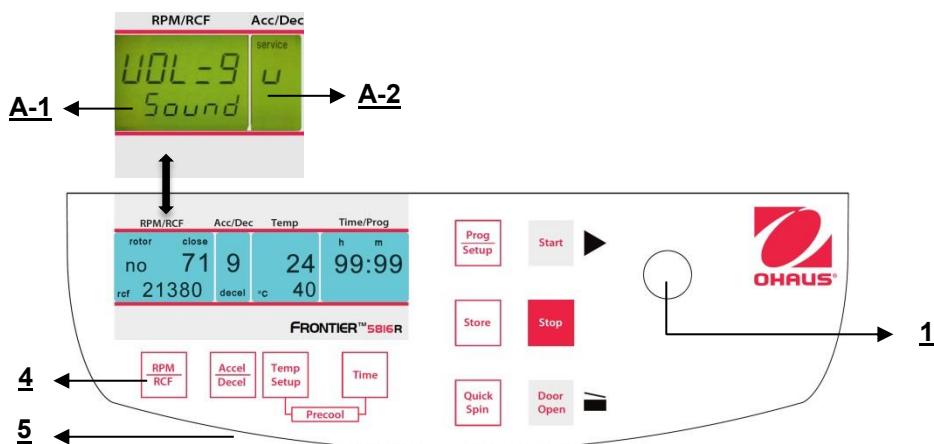 RPM/RCF Acc/Dec
service
VOL=9 u
Sound
A-1 A-2
RPM/RCF Acc/Dec Temp Time/Prog
rotor close h m
no 71 9 24 99:99
rcf 21380 decel °C 40
FRONTIER™5816R
Prog
Setup
Start
OHAUS®
Store
Stop
1
RPM
RCF
Accel
Decel
Temp
Setup
Time
Precool
Quick
Spin
Door
Open
4
5